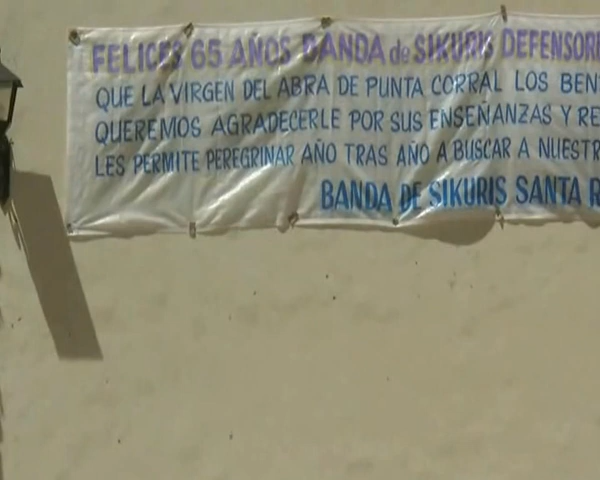 FELICES 65 AÑOS BANDA de SIKURIS DEFENSORE
QUE LA VIRGEN DEL ABRA DE PUNTA CORRAL LOS BEN
QUEREMOS AGRADECERLE POR SUS ENSEÑANZAS Y RE
LES PERMITE PEREGRINAR AÑO TRAS AÑO A BUSCAR A NUESTR
BANDA DE SIKURIS SANTA R